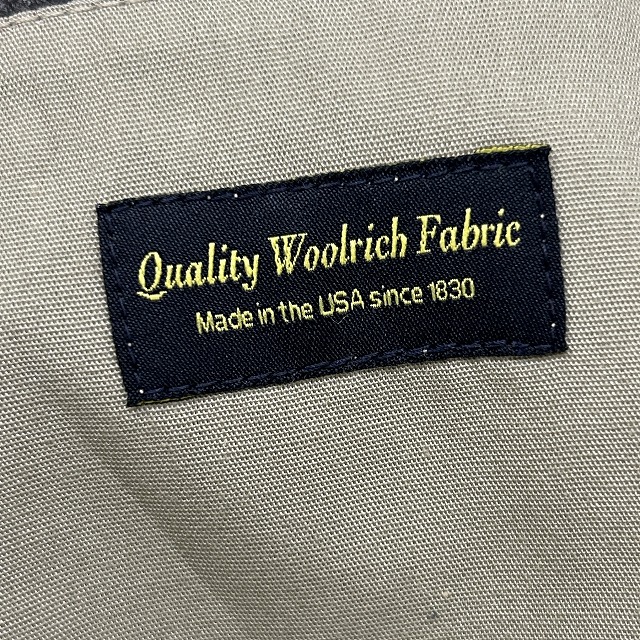 Quality Woolrich Fabric
Made in the USA since 1830